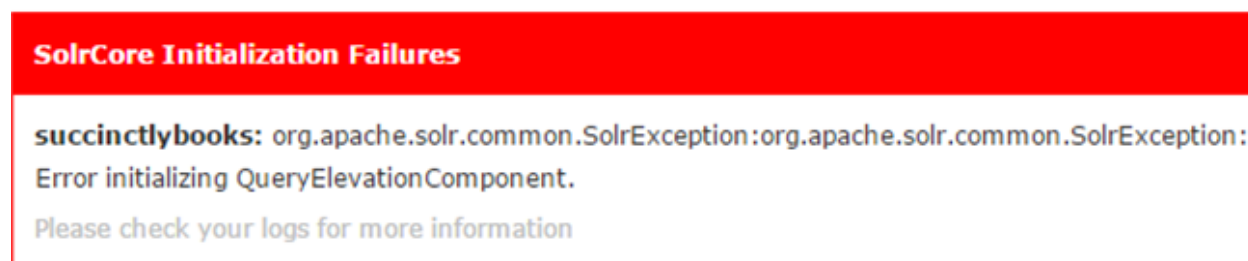 SolrCore Initialization Failures
succinctlybooks: org.apache.solr.common.SolrException:org.apache.solr.common.SolrException:
Error initializing QueryElevationComponent.
Please check your logs for more information